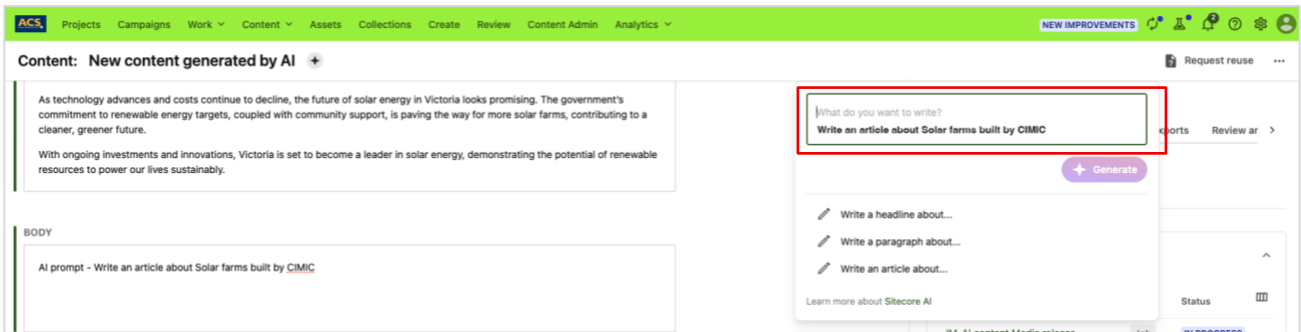 ACS Projects Campaigns Work Content Assets Collections Create Review Content Admin Analytics NEW IMPROVEMENTS 2
Content: New content generated by AI Request reuse
As technology advances and costs continue to decline, the future of solar energy in Victoria looks promising. The government's
commitment to renewable energy targets, coupled with community support, is paving the way for more solar farms, contributing to a
cleaner, greener future.
With ongoing investments and innovations, Victoria is set to become a leader in solar energy, demonstrating the potential of renewable
resources to power our lives sustainably.
BODY
AI prompt - Write an article about Solar farms built by CIMIC
What do you want to write?
Write an article about Solar farms built by CIMIC
Generate
Write a headline about...
Write a paragraph about...
Write an article about...
Learn more about Sitecore AI
Review ar
Status